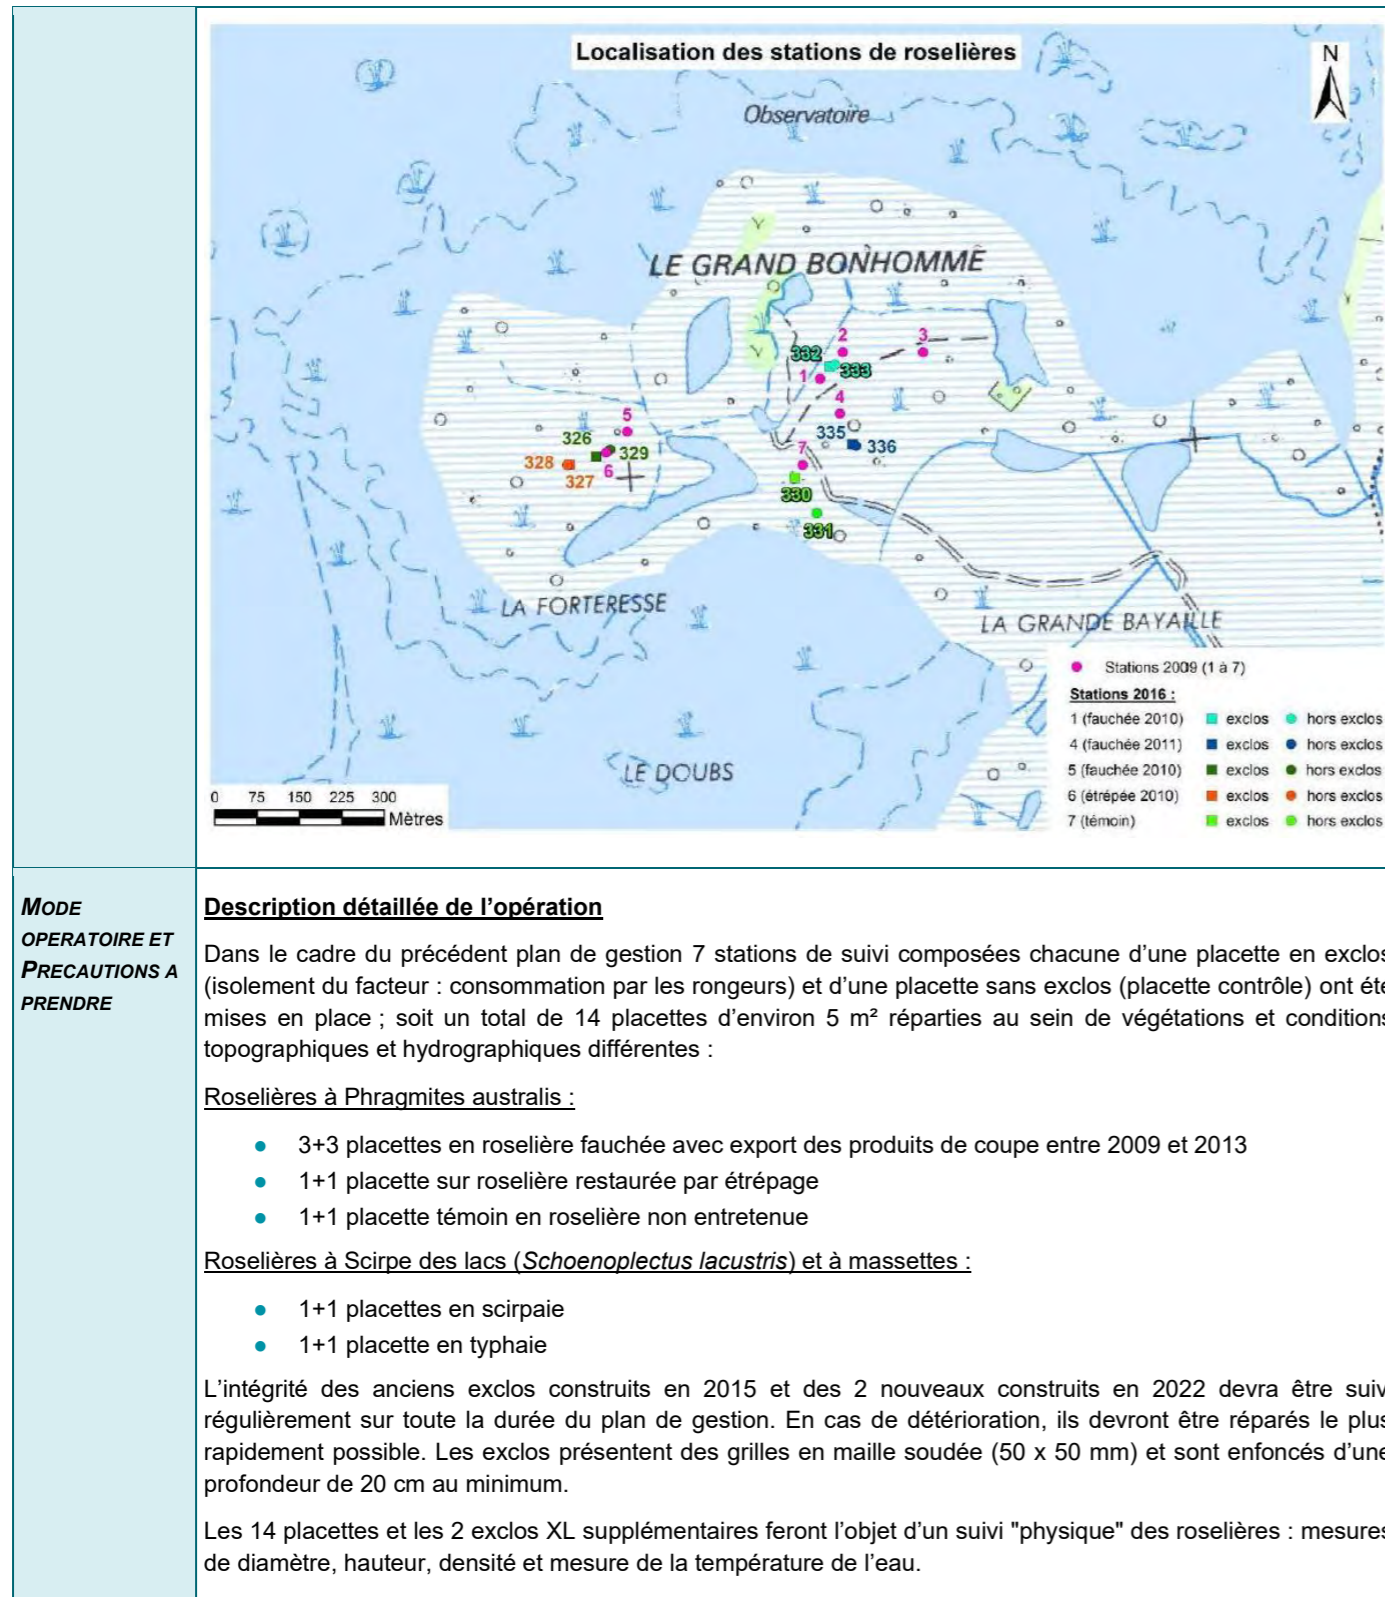 Localisation des stations de roselières
N
Observatoire
LE GRAND BONHOMME
2
3
332
333
1
4
5
335
336
326
329
328
6
327
7
330
331
LA FORTERESSE
LA GRANDE BAYAILLE
LE DOUBS
0 75 150 225 300
Mètres
Stations 2009 (1 à 7)
Stations 2016 :
1 (fauchée 2010) exclos hors exclos
4 (fauchée 2011) exclos hors exclos
5 (fauchée 2010) exclos hors exclos
6 (étrépée 2010) exclos hors exclos
7 (témoin) exclos hors exclos
MODE
OPERATOIRE ET
PRECAUTIONS A
PRENDRE
Description détaillée de l'opération
Dans le cadre du précédent plan de gestion 7 stations de suivi composées chacune d'une placette en exclos
(isolement du facteur : consommation par les rongeurs) et d'une placette sans exclos (placette contrôle) ont été
mises en place ; soit un total de 14 placettes d'environ 5 m² réparties au sein de végétations et conditions
topographiques et hydrographiques différentes :
Roselières à Phragmites australis :
● 3+3 placettes en roselière fauchée avec export des produits de coupe entre 2009 et 2013
● 1+1 placette sur roselière restaurée par étrépage
● 1+1 placette témoin en roselière non entretenue
Roselières à Scirpe des lacs (Schoenoplectus lacustris) et à massettes :
● 1+1 placettes en scirpaie
● 1+1 placette en typhaie
L'intégrité des anciens exclos construits en 2015 et des 2 nouveaux construits en 2022 devra être suivi
régulièrement sur toute la durée du plan de gestion. En cas de détérioration, ils devront être réparés le plus
rapidement possible. Les exclos présentent des grilles en maille soudée (50 x 50 mm) et sont enfoncés d'une
profondeur de 20 cm au minimum.
Les 14 placettes et les 2 exclos XL supplémentaires feront l'objet d'un suivi "physique" des roselières : mesures
de diamètre, hauteur, densité et mesure de la température de l'eau.